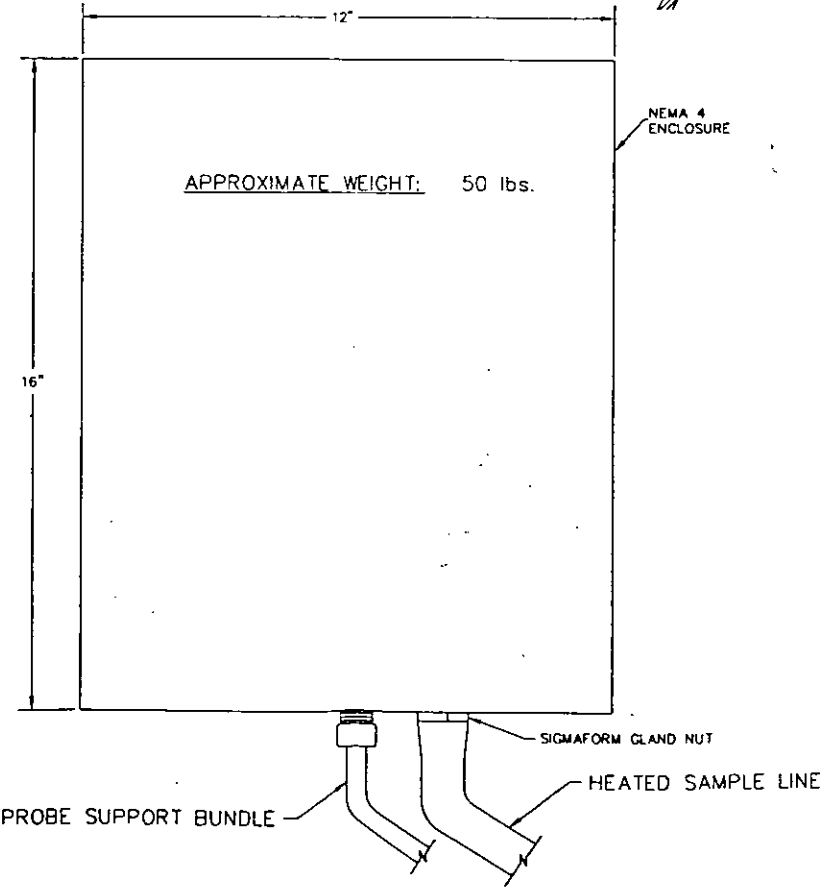 12"
NEMA 4
ENCLOSURE
APPROXIMATE WEIGHT: 50 lbs.
16"
SIGMAFORM GLAND NUT
HEATED SAMPLE LINE
PROBE SUPPORT BUNDLE